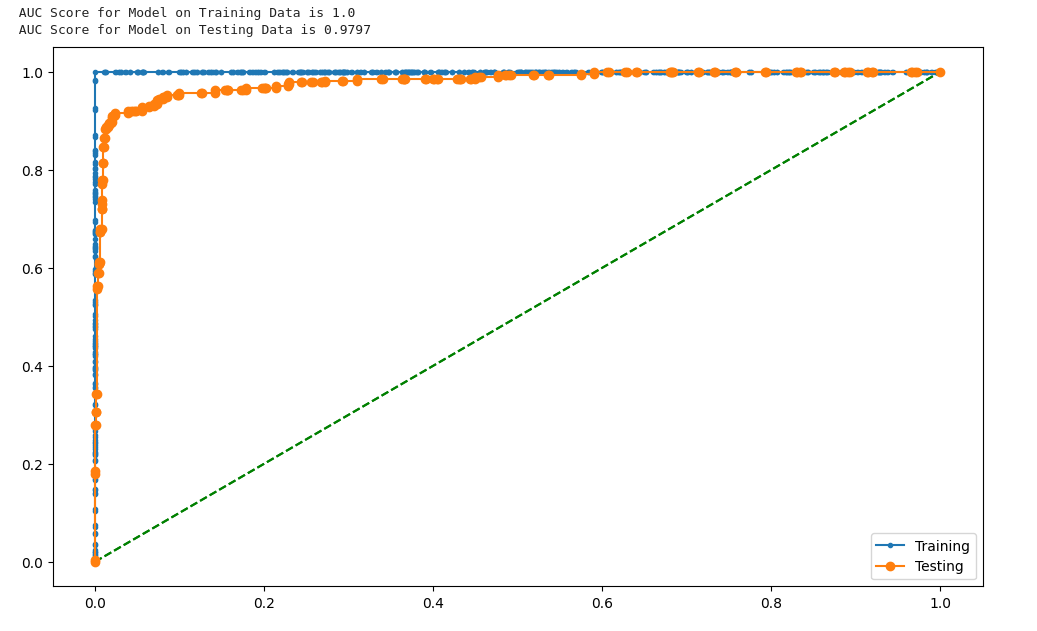 AUC Score for Model on Training Data is 1.0
AUC Score for Model on Testing Data is 0.9797
1.0
0.8
0.6
0.4
0.2
0.0
0.0 0.2 0.4 0.6 0.8 1.0
Training
Testing